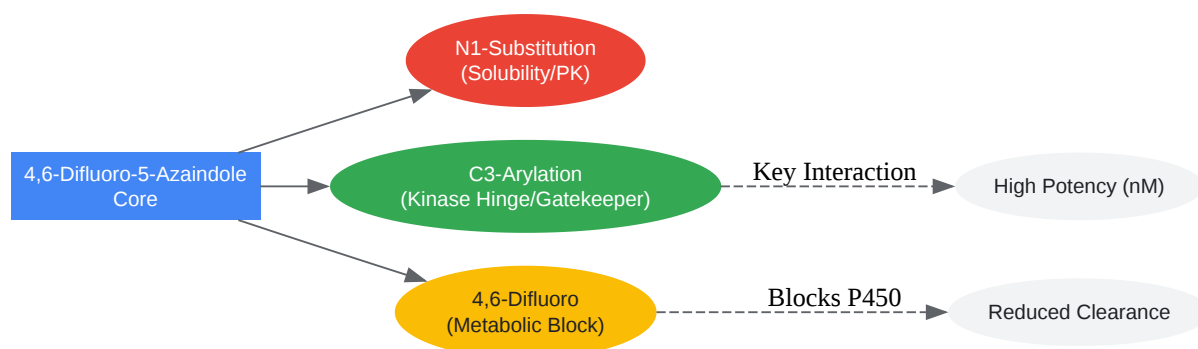 N1-Substitution
(Solubility/PK)
4,6-Difluoro-5-Azaindole
Core
C3-Arylation
(Kinase Hinge/Gatekeeper)
Key Interaction
High Potency (nM)
4,6-Difluoro
(Metabolic Block)
Blocks P450
Reduced Clearance